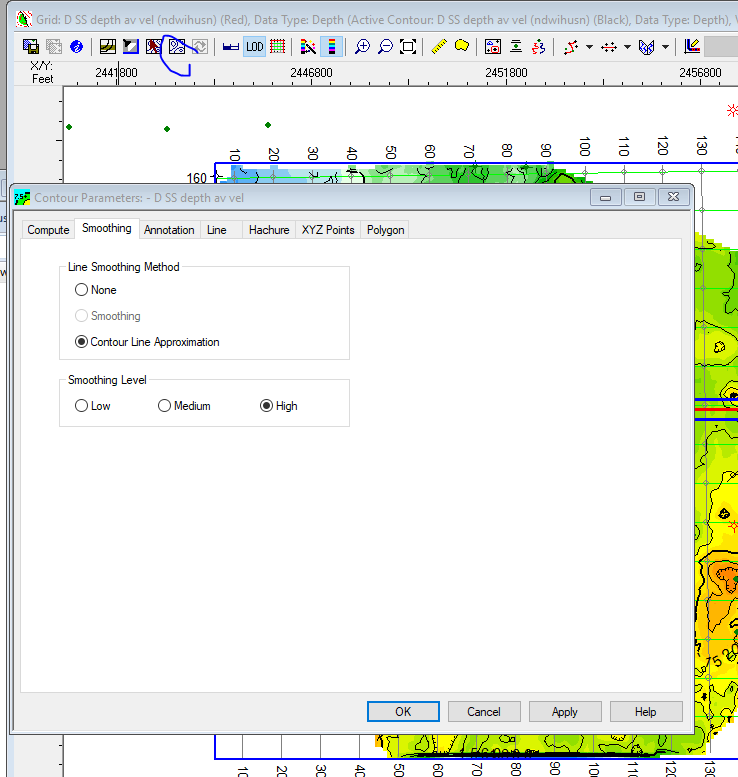 Grid: D SS depth av vel (ndwihusn) (Red), Data Type: Depth (Active Contour: D SS depth av vel (ndwihusn) (Black), Data Type: Depth),
LOD
X/Y: 2441800 2446800 2451800 2456800
Feet
10 20 30 40 50 60 70 80 90 100 110 120 130
160
Contour Parameters: - D SS depth av vel
Compute Smoothing Annotation Line Hachure XYZ Points Polygon
Line Smoothing Method
None
Smoothing
Contour Line Approximation
Smoothing Level
Low Medium High
OK Cancel Apply Help
10 20 30 40 50 60 70 80 90 100 110 120 130